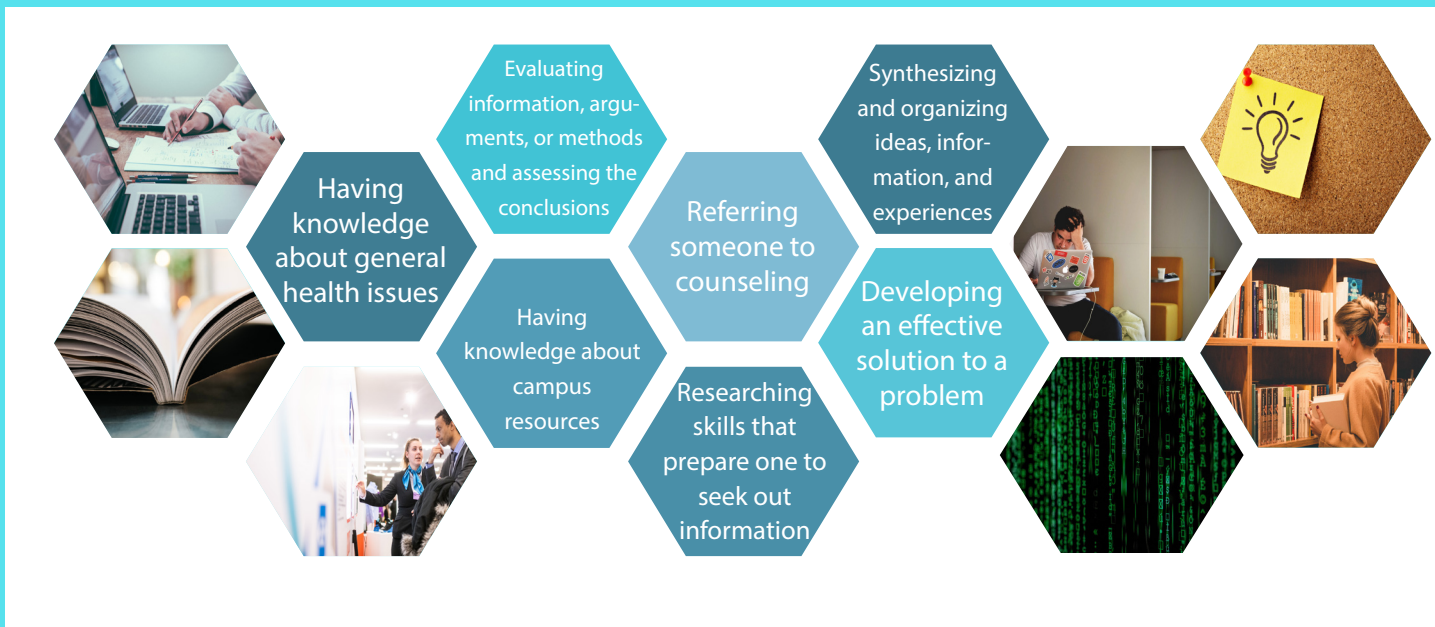 Having
knowledge
about general
health issues
Evaluating
information, argu-
ments, or methods
and assessing the
conclusions
Having
knowledge about
campus
resources
Referring
someone to
counseling
Researching
skills that
prepare one to
seek out
information
Synthesizing
and organizing
ideas, infor-
mation, and
experiences
Developing
an effective
solution to a
problem